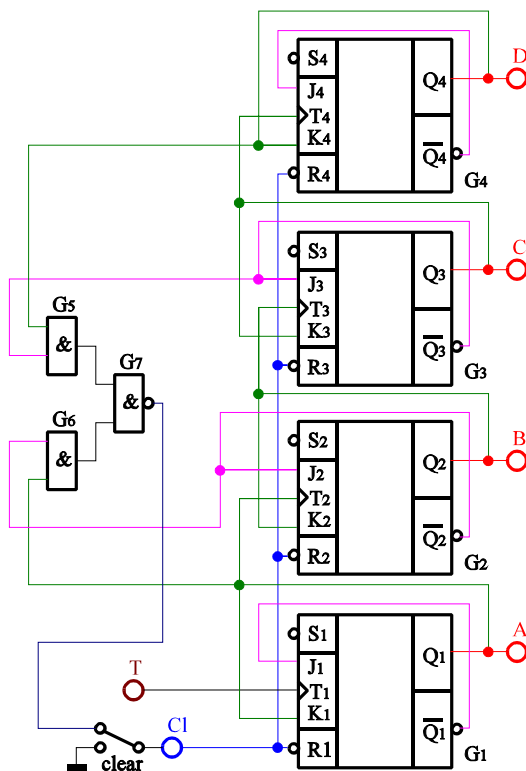 D
S4
J4
T4
K4
R4
Q4
Q4
G4
C
S3
J3
T3
K3
R3
Q3
Q3
G3
G5
&
G7
&
G6
&
B
S2
J2
T2
K2
R2
Q2
Q2
G2
A
S1
J1
T1
K1
R1
Q1
Q1
G1
T
Cl
clear